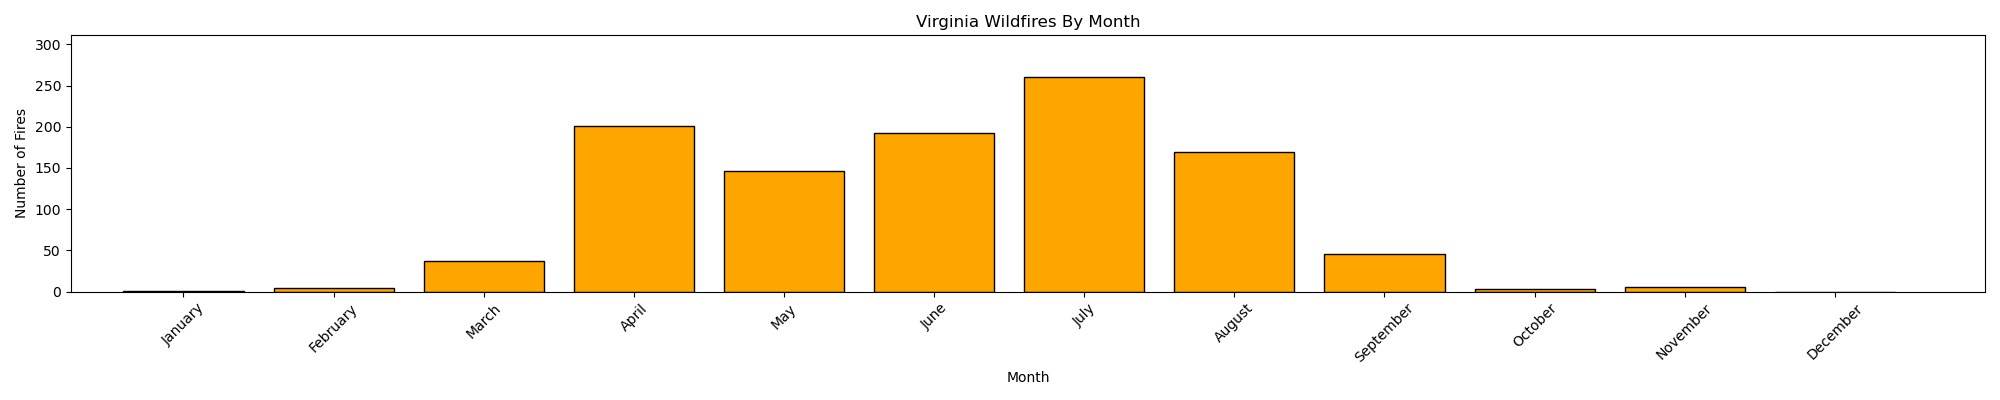 Virginia Wildfires By Month
Number of Fires
300
250
200
150
100
50
0
January
February
March
April
May
June
July
August
September
October
November
December
Month